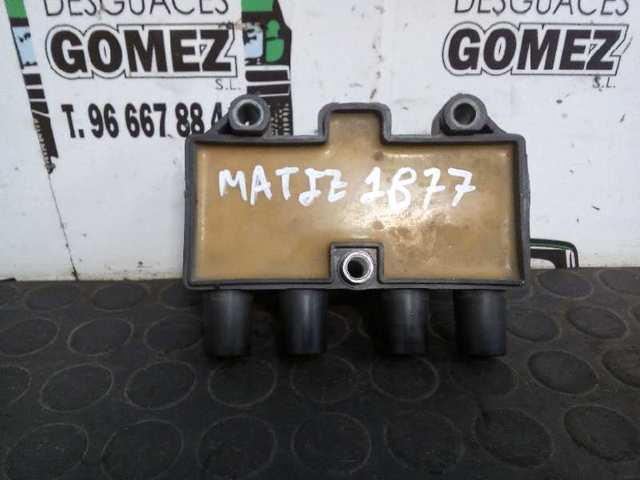 DESGUACES
GOMEZ
S.L.
T. 96 667 88 4
DESGUACES
GOMEZ
S.L.
MATIZ 1877